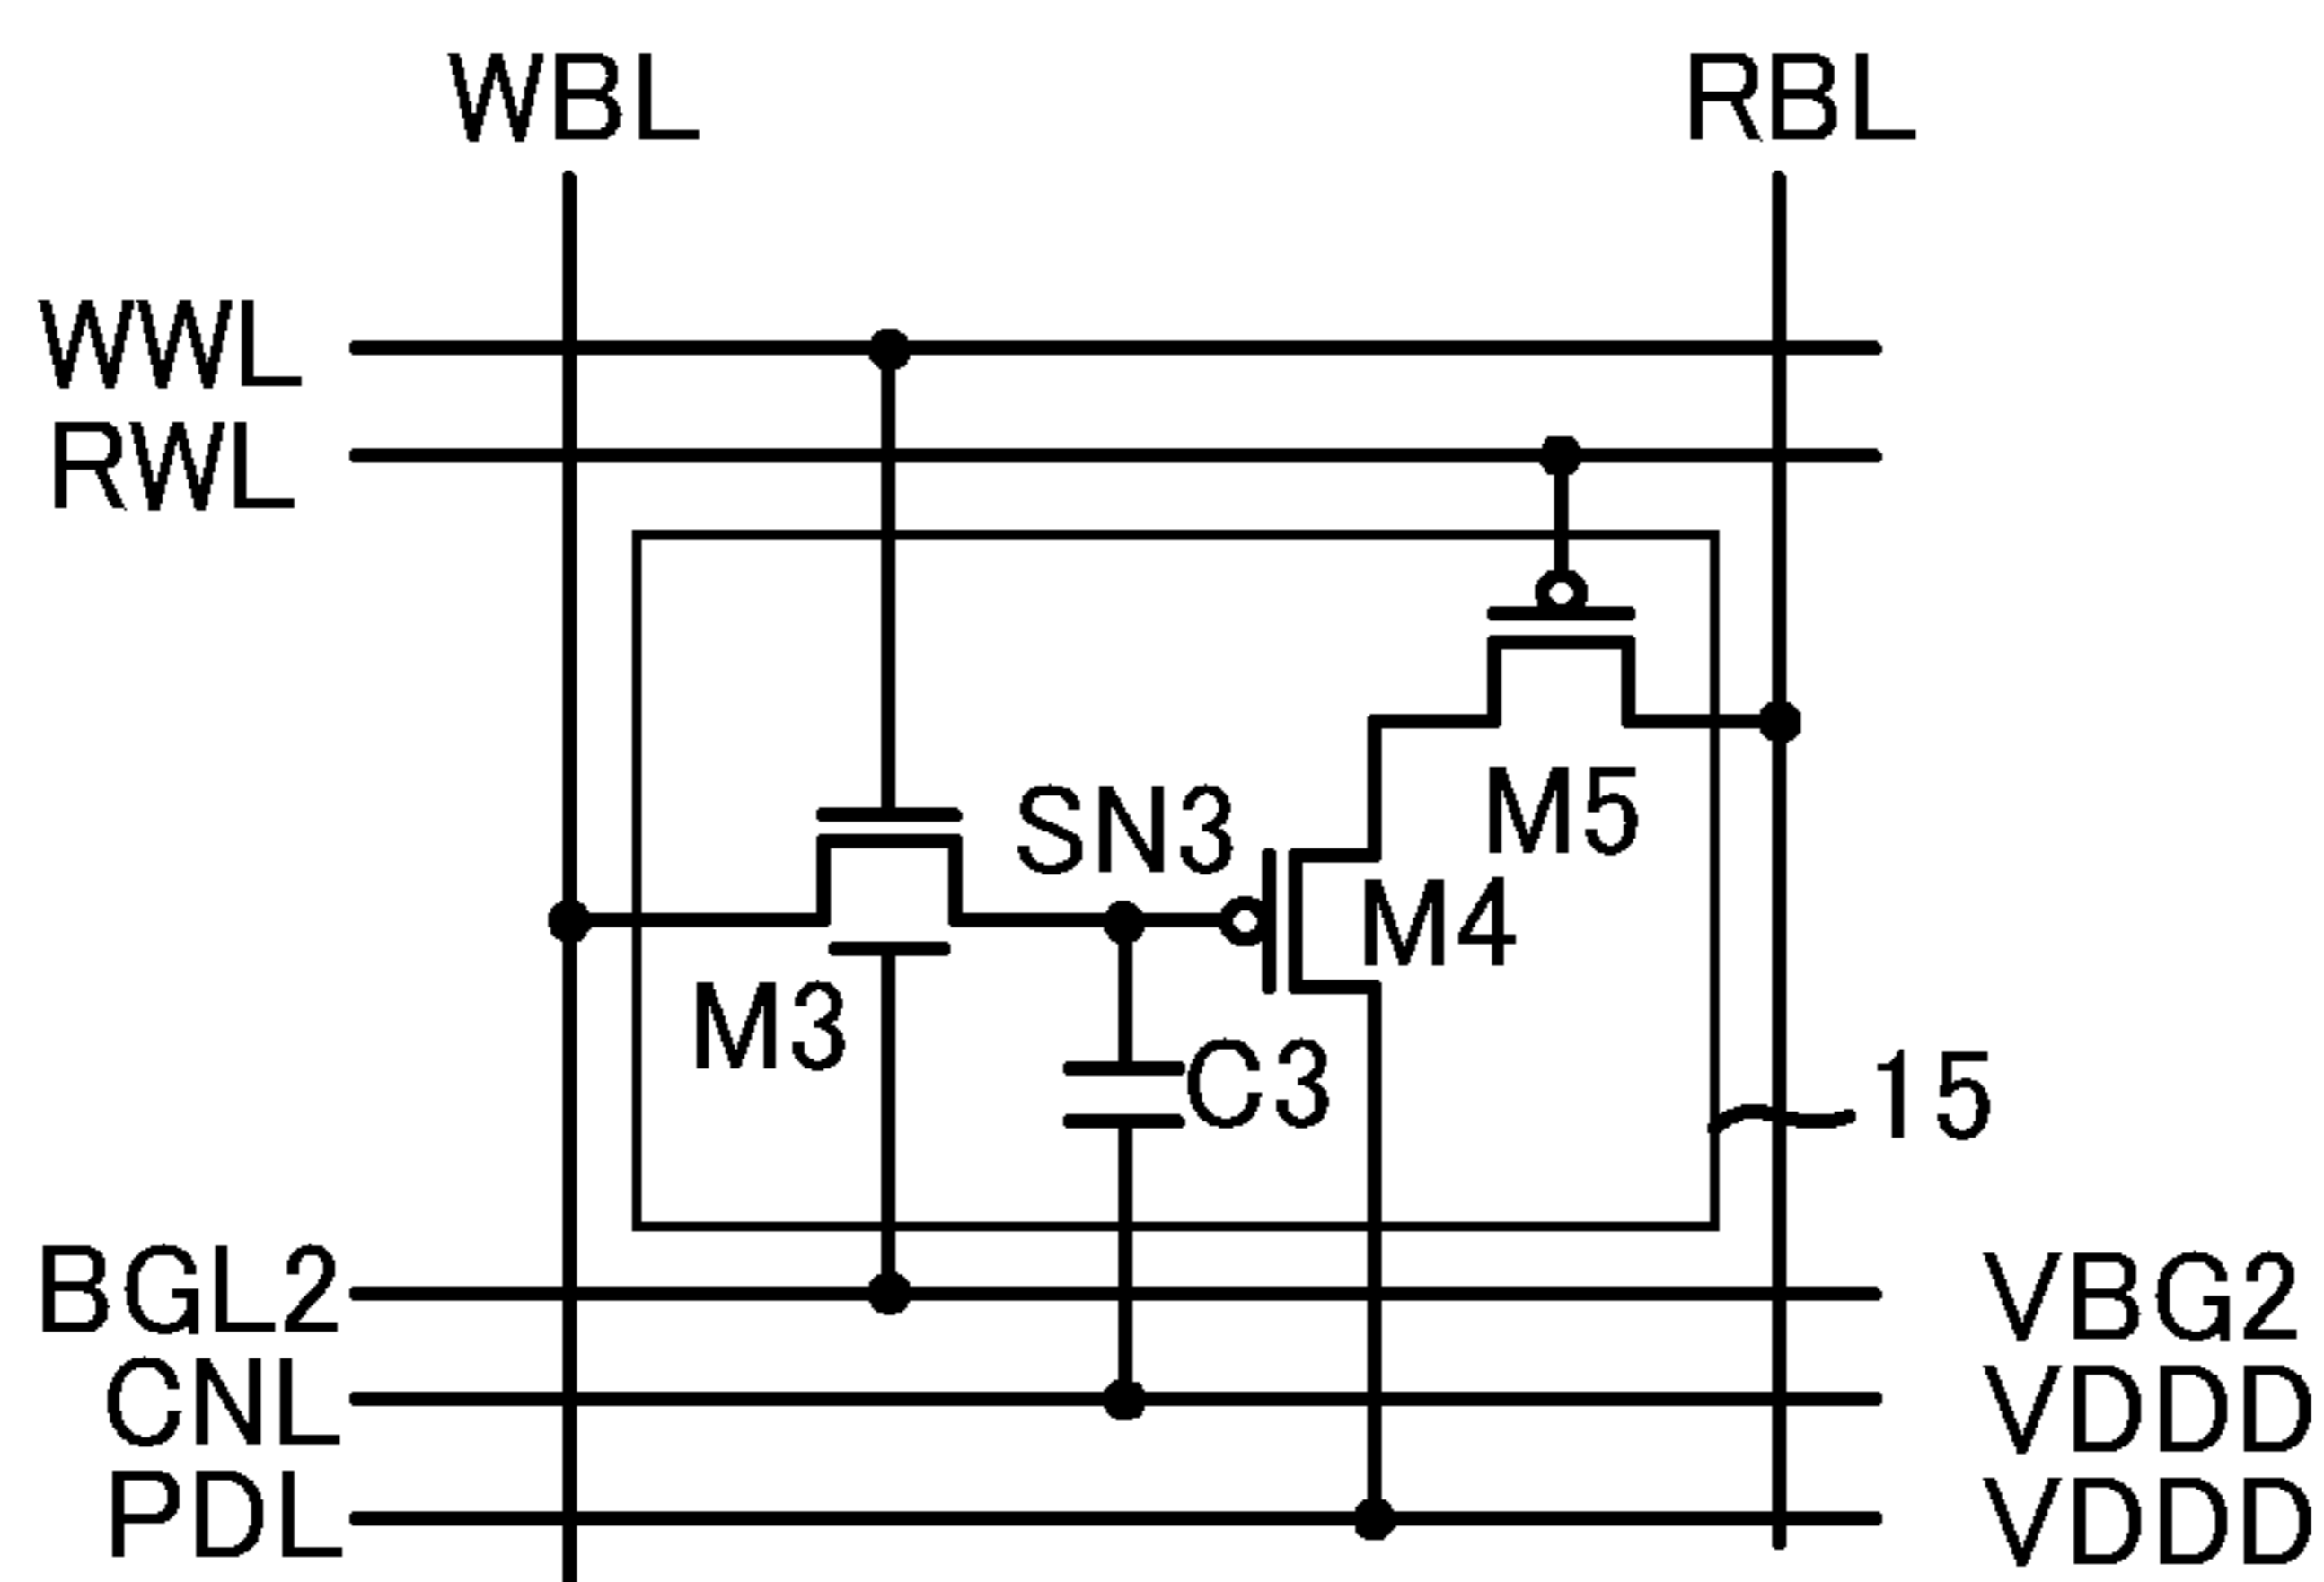 WBL RBL
WWL
RWL
M5
SN3
M4
M3
C3
15
BGL2 VBG2
CNL VDDD
PDL VDDD